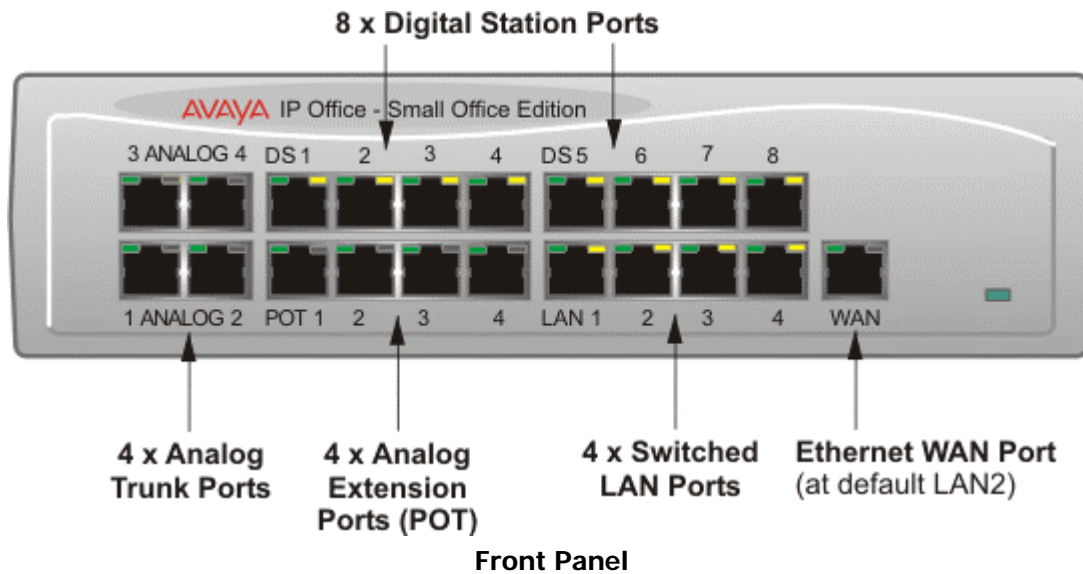 8 x Digital Station Ports
AVAYA IP Office - Small Office Edition
3 ANALOG 4 DS 1 2 3 4 DS 5 6 7 8
1 ANALOG 2 POT 1 2 3 4 LAN 1 2 3 4 WAN
4 x Analog
Trunk Ports
4 x Analog
Extension
Ports (POT)
4 x Switched
LAN Ports
Ethernet WAN Port
(at default LAN2)
Front Panel